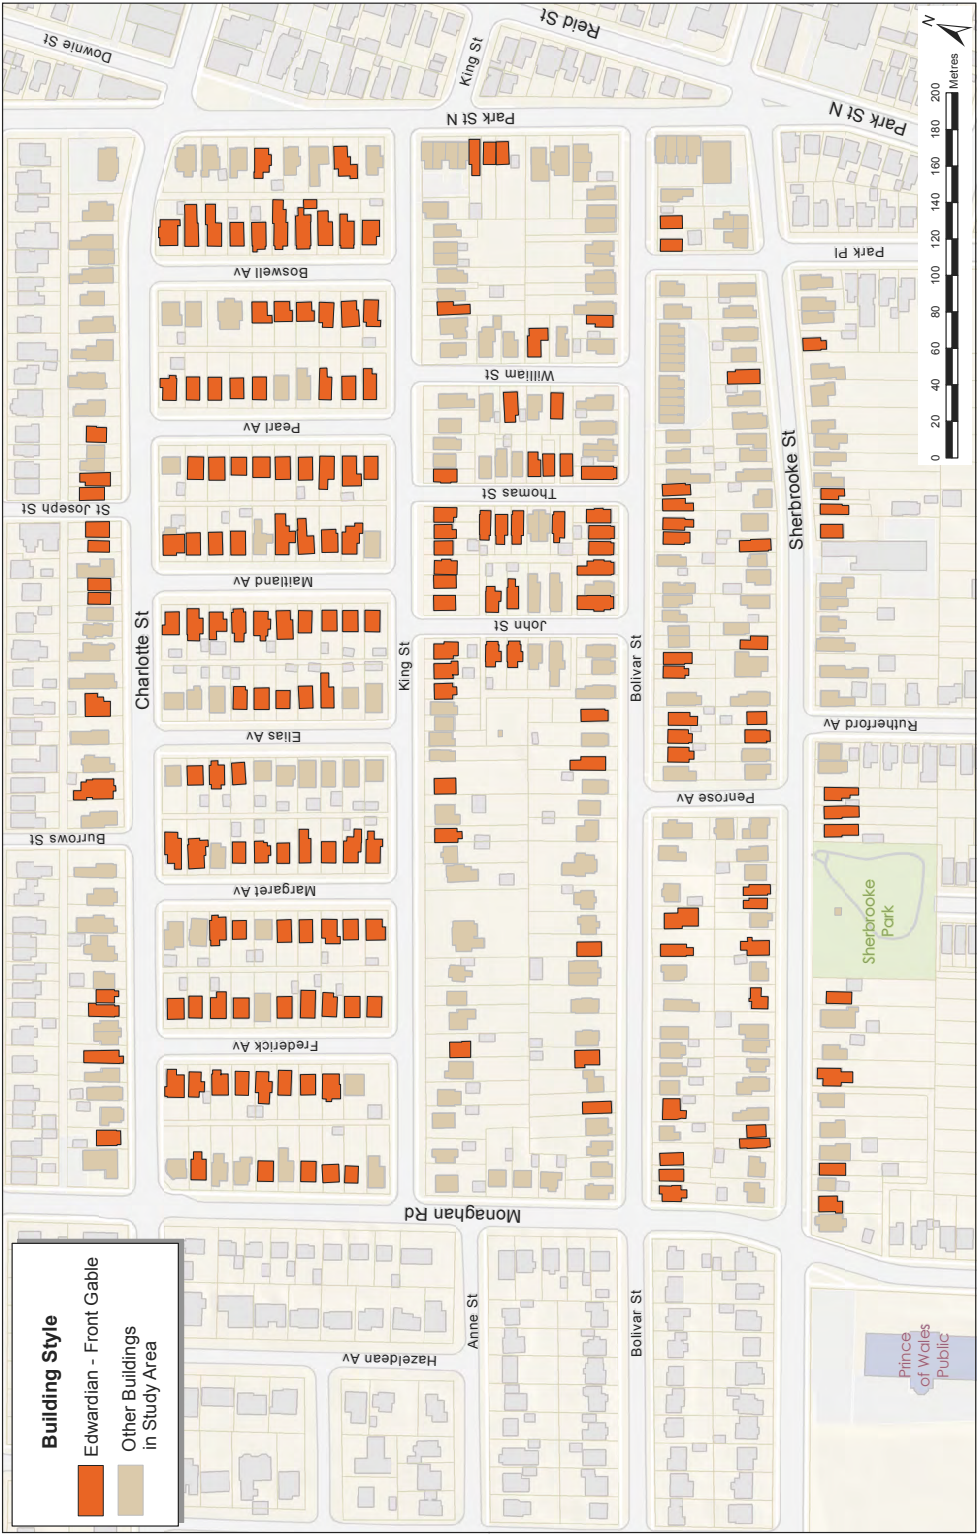 Downie St
Reid St
King St
Park St N
Park St N
N
Metres
0 20 40 60 80 100 120 140 160 180 200
Boswell Av
Park Pl
William St
Pearl Av
Thomas St
St Joseph St
Sherbrooke St
Maitland Av
John St
Charlotte St
King St
Bolivar St
Elias Av
Rutherford Av
Penrose Av
Burrows St
Margaret Av
Sherbrooke
Park
Frederick Av
Monaghan Rd
Anne St
Bolivar St
Hazeldean Av
Prince
of Wales
Public
Building Style
Edwardian - Front Gable
Other Buildings
in Study Area